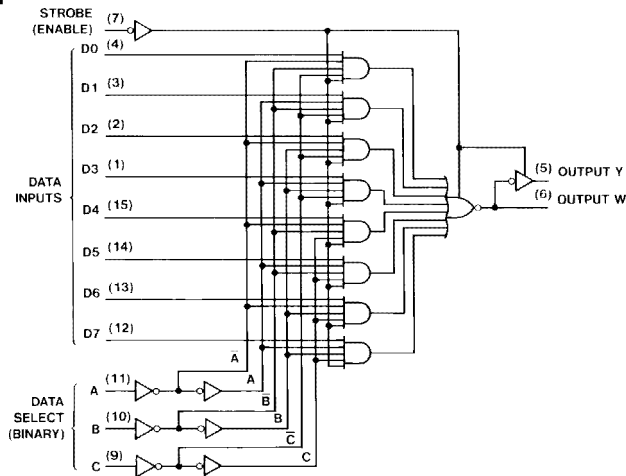 STROBE (7)
(ENABLE)
D0 (4)
D1 (3)
D2 (2)
D3 (1)
DATA
INPUTS
D4 (15)
D5 (14)
D6 (13)
D7 (12)
(5) OUTPUT Y
(6) OUTPUT W
A
A
B
B
C
C
DATA
SELECT
(BINARY)
A (11)
B (10)
C (9)